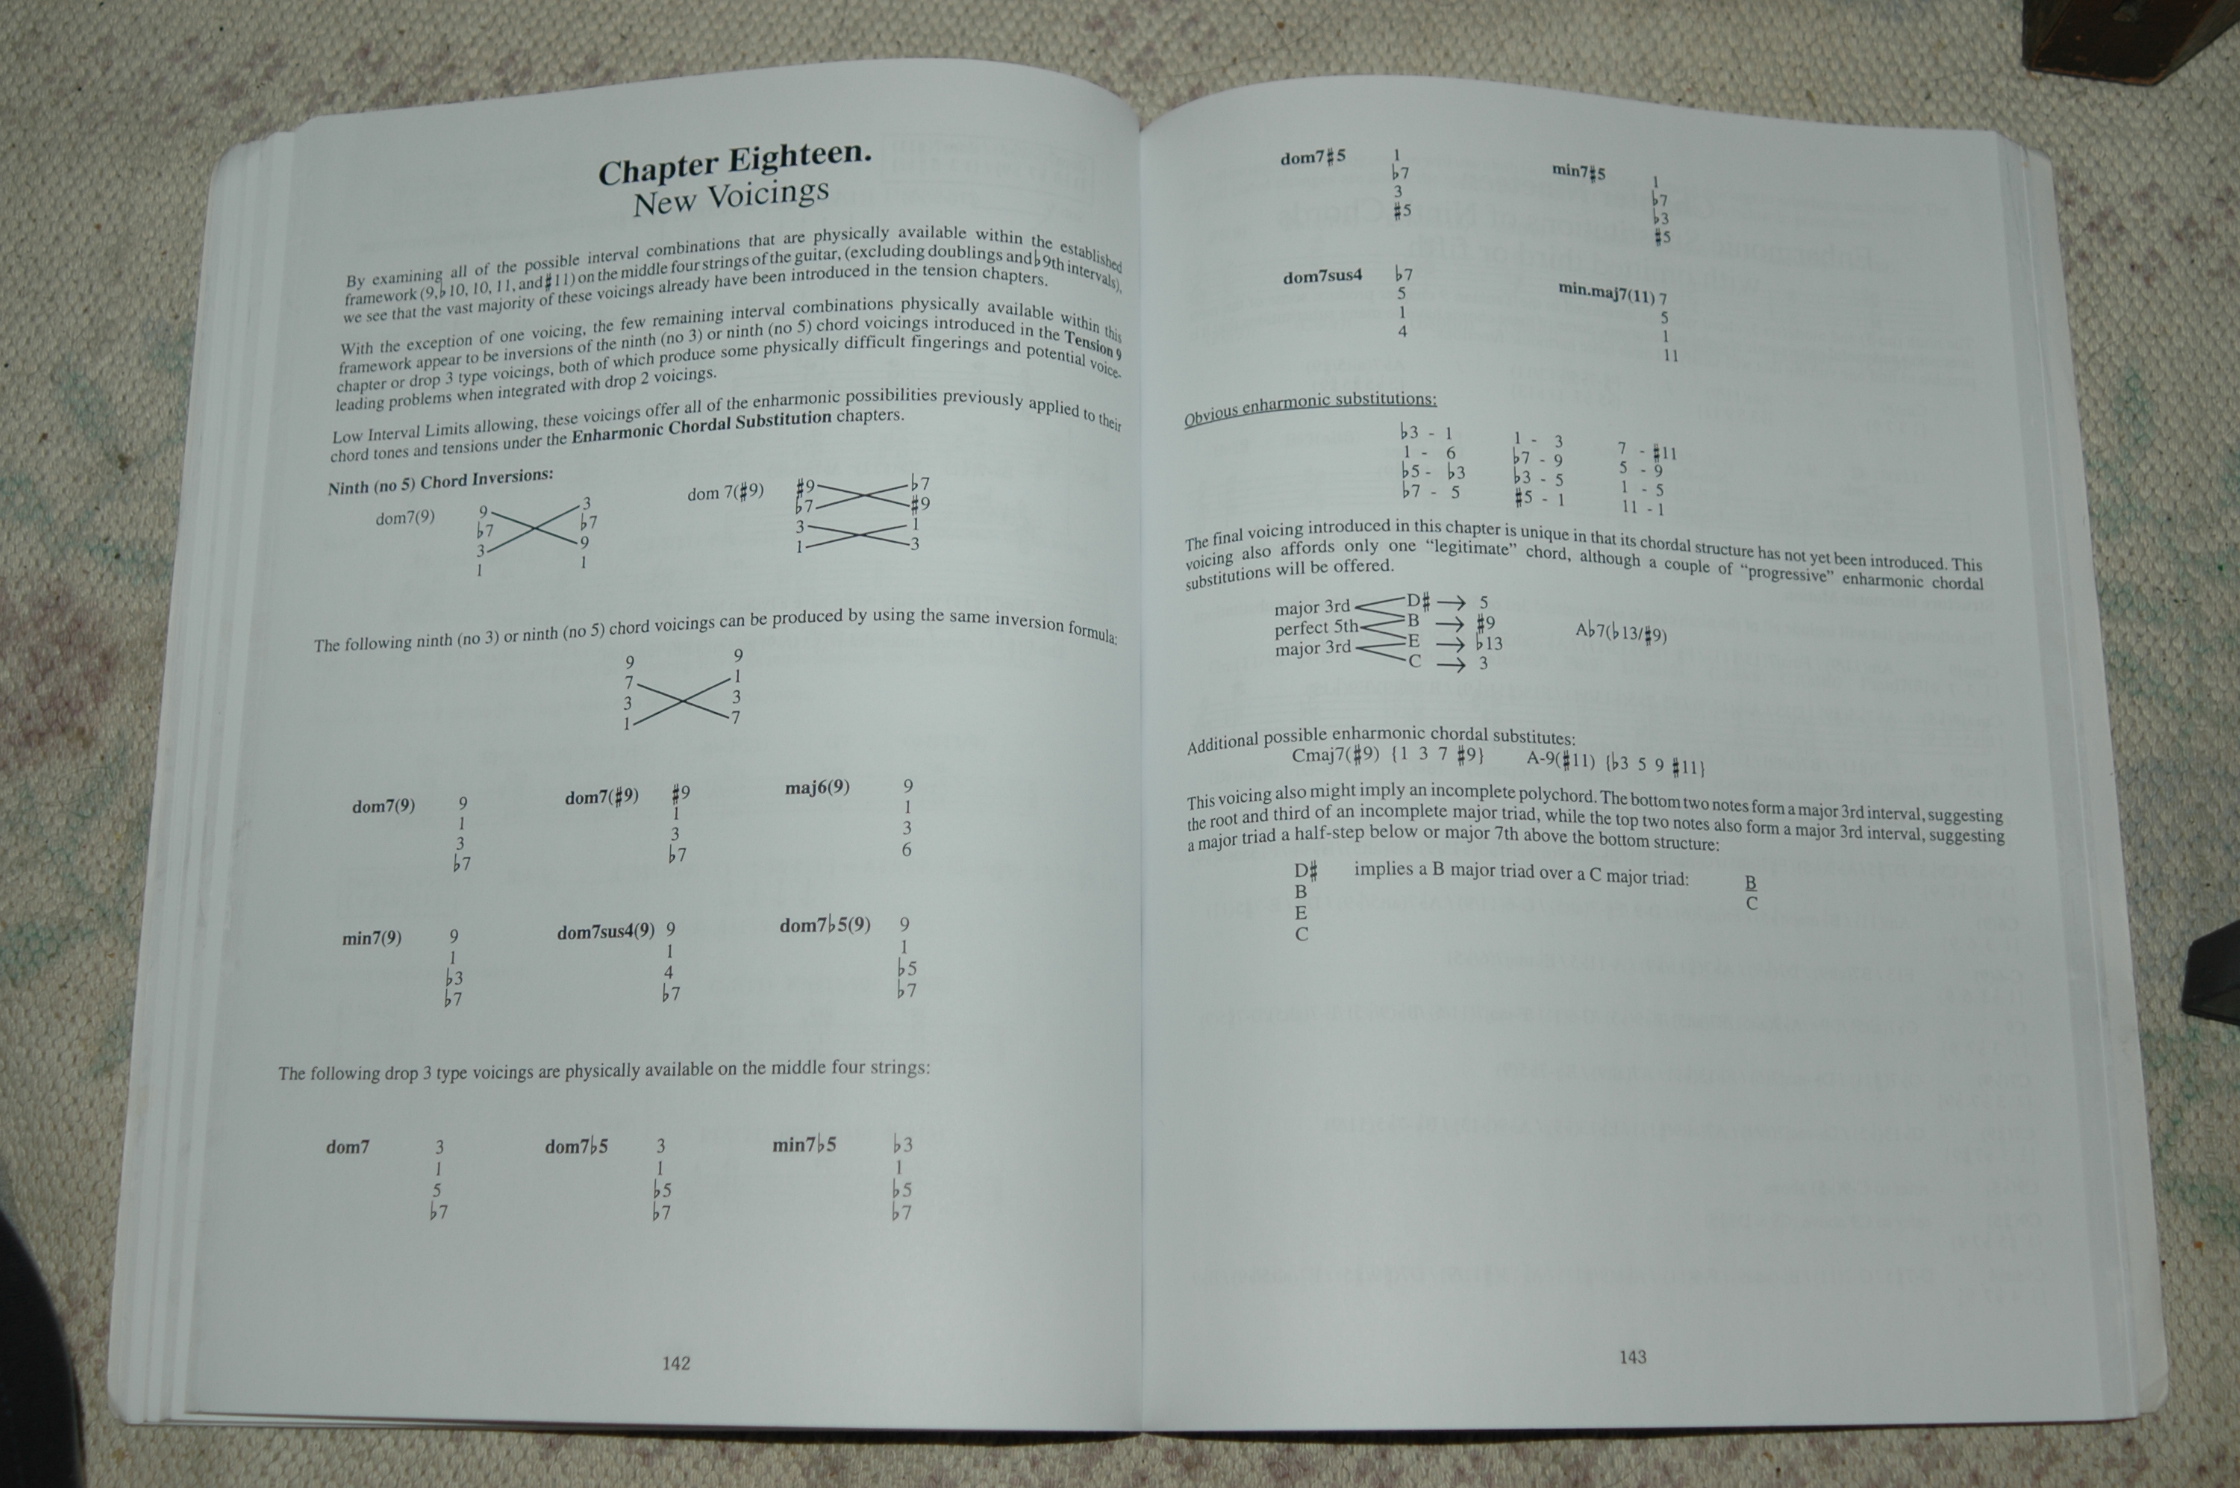 Chapter Eighteen.
New Voicings
By examining all of the possible interval combinations that are physically available within the established
framework (9, ♭10, 10, 11, and ♯11) on the middle four strings of the guitar, (excluding doublings and ♭9th intervals),
we see that the vast majority of these voicings already have been introduced in the tension chapters.
With the exception of one voicing, the few remaining interval combinations physically available within this
framework appear to be inversions of the ninth (no 3) or ninth (no 5) chord voicings introduced in the Tension 9
chapter or drop 3 type voicings, both of which produce some physically difficult fingerings and potential voice-
leading problems when integrated with drop 2 voicings.
Low Interval Limits allowing, these voicings offer all of the enharmonic possibilities previously applied to their
chord tones and tensions under the Enharmonic Chordal Substitution chapters.
Ninth (no 5) Chord Inversions:
dom7(9) 9 3 dom 7(♯9) ♯9 ♭7
♭7 ♭7 ♭7 ♯9
3 9 3 1
1 1 1 3
The following ninth (no 3) or ninth (no 5) chord voicings can be produced by using the same inversion formula:
9 9
7 1
3 3
1 7
dom7(9) 9 dom7(♯9) ♯9 maj6(9) 9
1 1 1
3 3 3
♭7 ♭7 6
min7(9) 9 dom7sus4(9) 9 dom7♭5(9) 9
1 1 1
♭3 4 ♭5
♭7 ♭7 ♭7
The following drop 3 type voicings are physically available on the middle four strings:
dom7 3 dom7♭5 3 min7♭5 ♭3
1 1 1
5 ♭5 ♭5
♭7 ♭7 ♭7
142
dom7♯5 1 min7♯5 1
♭7 ♭7
3 ♭3
♯5 ♯5
dom7sus4 ♭7 min.maj7(11) 7
5 5
1 1
4 11
Obvious enharmonic substitutions:
♭3 - 1 1 - 3 7 - ♯11
1 - 6 ♭7 - 9 5 - 9
♭5 - ♭3 ♭3 - 5 1 - 5
♭7 - 5 ♯5 - 1 11 - 1
The final voicing introduced in this chapter is unique in that its chordal structure has not yet been introduced. This
voicing also affords only one “legitimate” chord, although a couple of “progressive” enharmonic chordal
substitutions will be offered.
major 3rd D♯ → 5
perfect 5th B → ♯9 A♭7(♭13/♯9)
major 3rd E → ♭13
C → 3
Additional possible enharmonic chordal substitutes:
Cmaj7(♯9) {1 3 7 ♯9} A-9(♯11) {♭3 5 9 ♯11}
This voicing also might imply an incomplete polychord. The bottom two notes form a major 3rd interval, suggesting
the root and third of an incomplete major triad, while the top two notes also form a major 3rd interval, suggesting
a major triad a half-step below or major 7th above the bottom structure:
D♯ implies a B major triad over a C major triad: B
B C
E
C
143